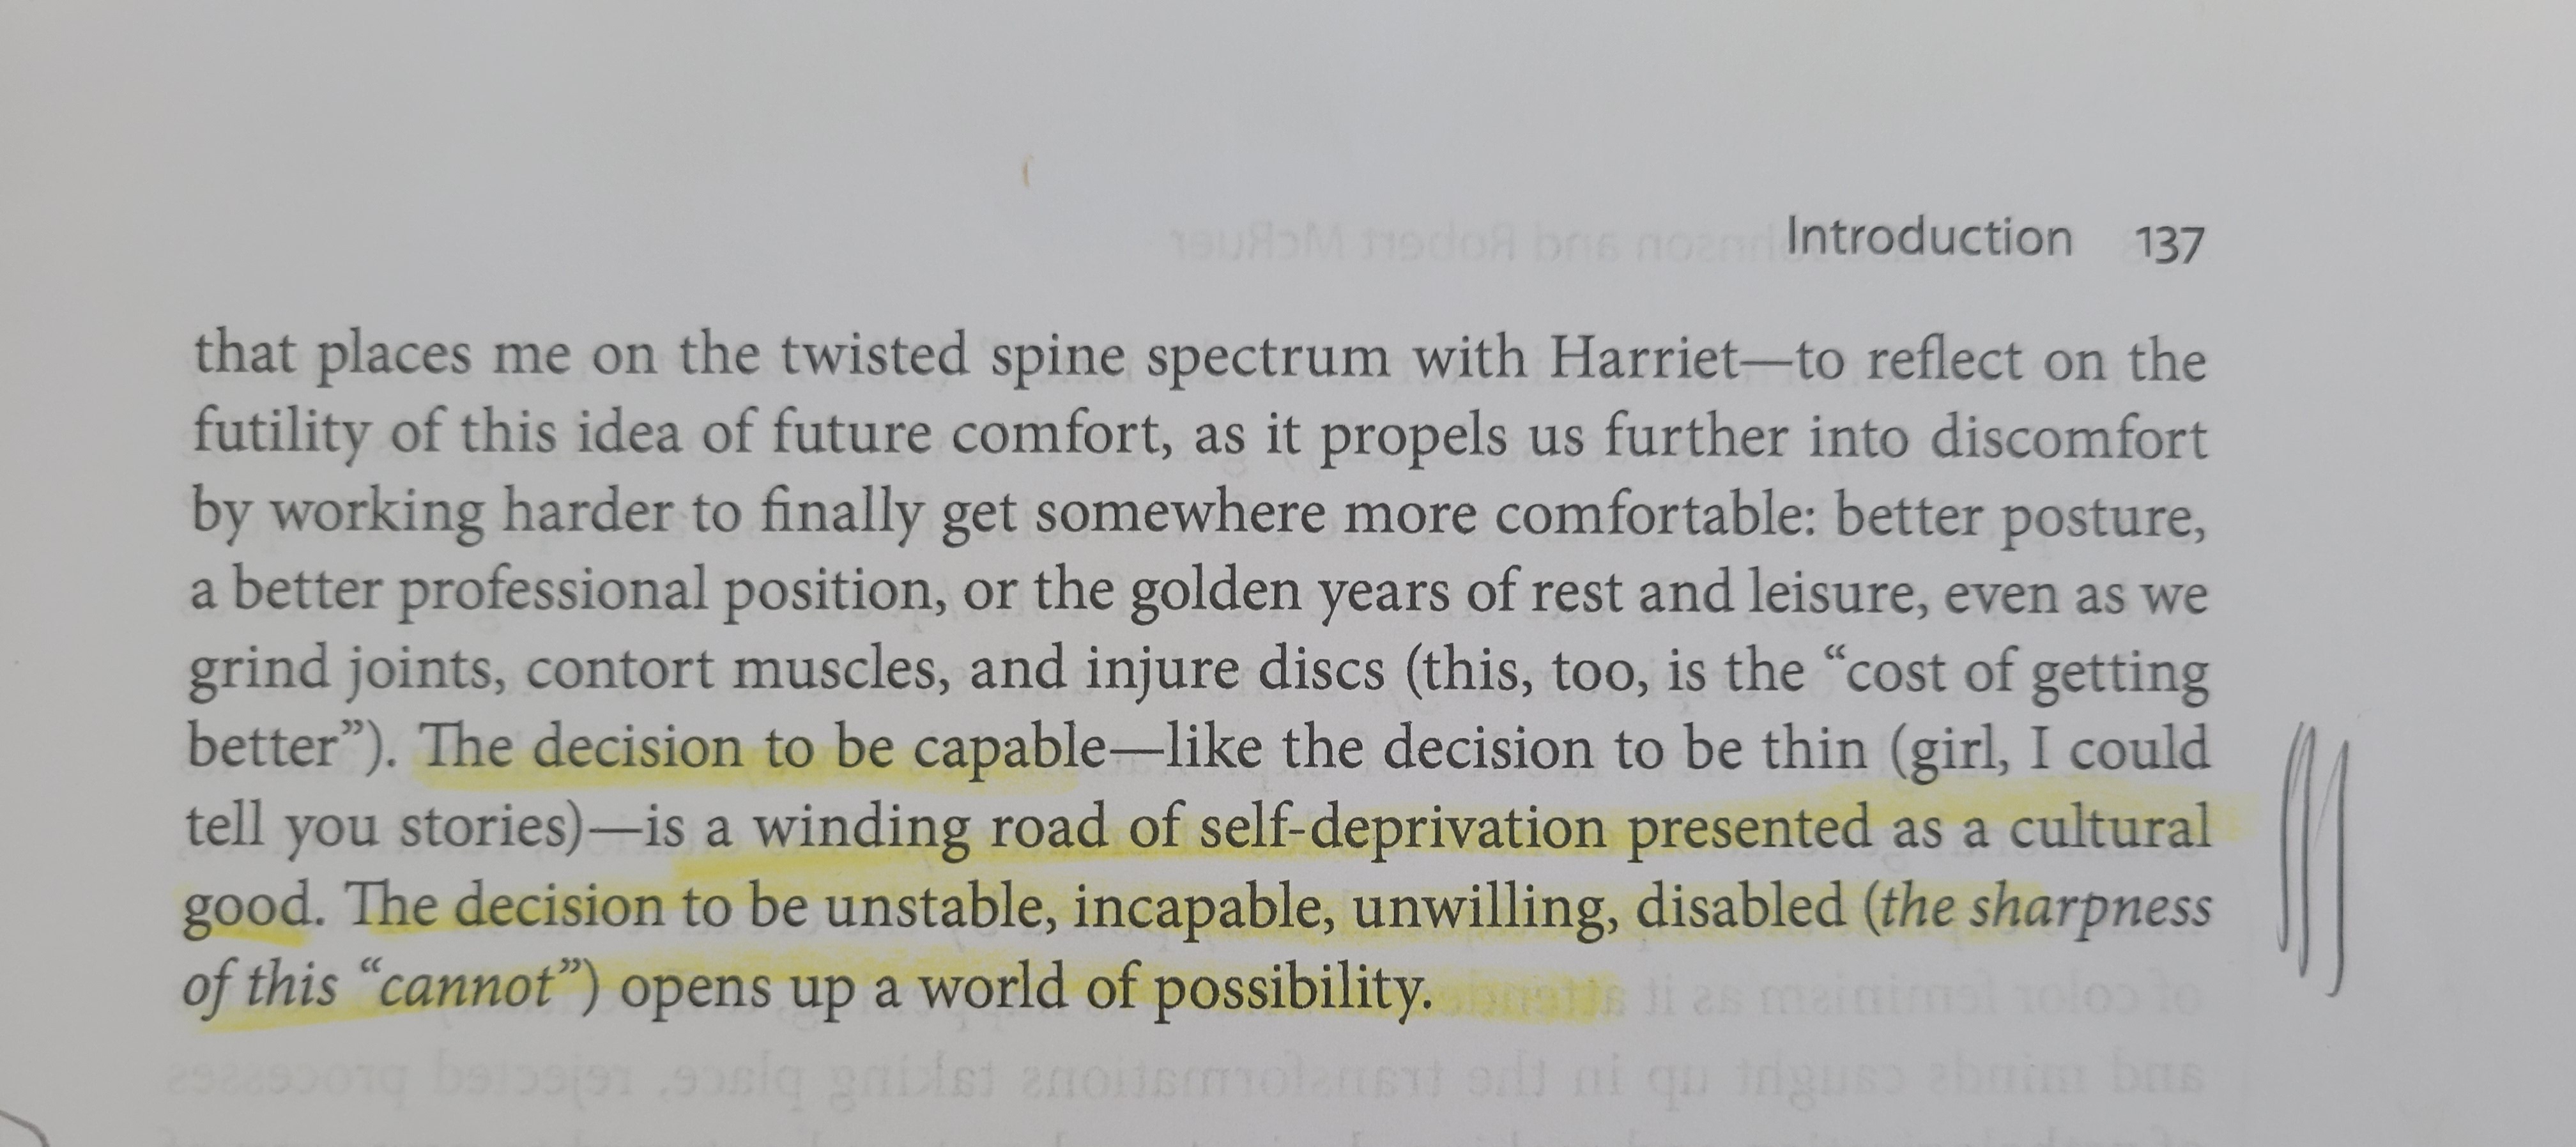 Introduction 137
that places me on the twisted spine spectrum with Harriet—to reflect on the
futility of this idea of future comfort, as it propels us further into discomfort
by working harder to finally get somewhere more comfortable: better posture,
a better professional position, or the golden years of rest and leisure, even as we
grind joints, contort muscles, and injure discs (this, too, is the “cost of getting
better”). The decision to be capable—like the decision to be thin (girl, I could
tell you stories)—is a winding road of self-deprivation presented as a cultural
good. The decision to be unstable, incapable, unwilling, disabled (the sharpness
of this “cannot”) opens up a world of possibility.